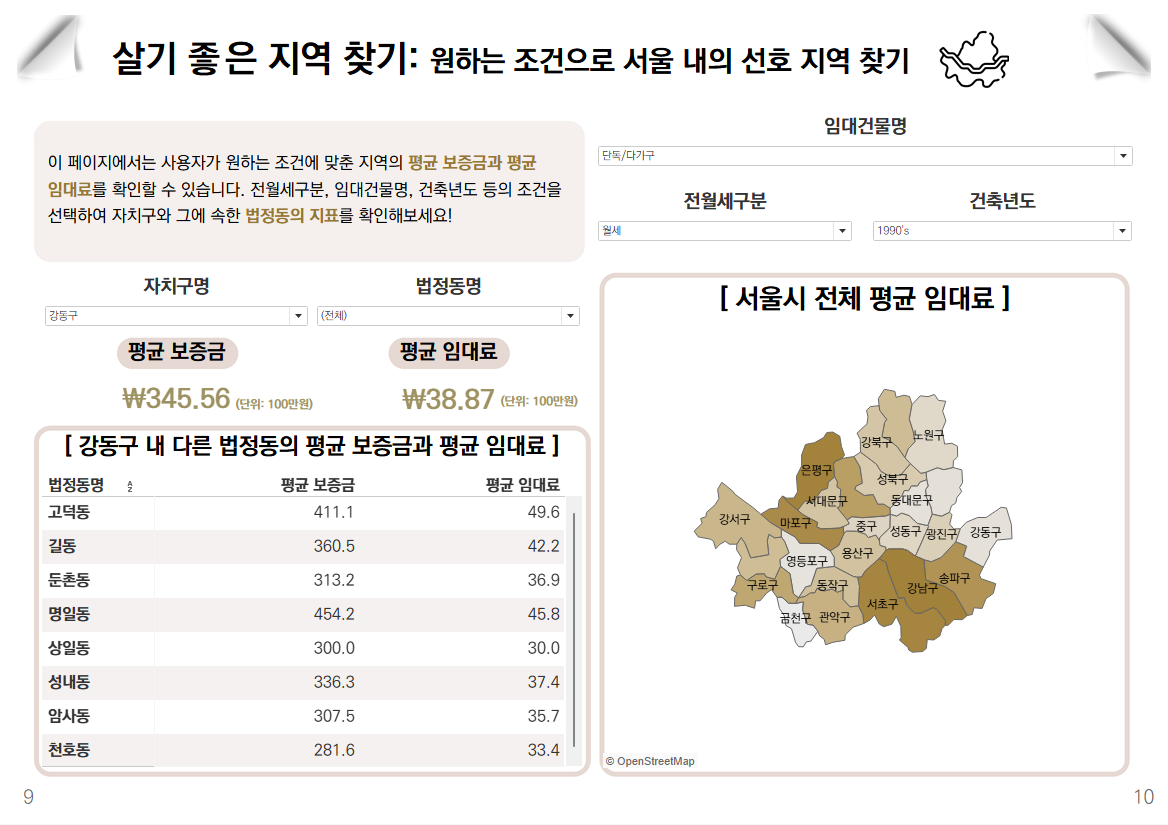 살기 좋은 지역 찾기: 원하는 조건으로 서울 내의 선호 지역 찾기
이 페이지에서는 사용자가 원하는 조건에 맞춘 지역의 평균 보증금과 평균
임대료를 확인할 수 있습니다. 전월세구분, 임대건물명, 건축년도 등의 조건을
선택하여 자치구와 그에 속한 법정동의 지표를 확인해보세요!
임대건물명
단독/다가구
전월세구분
건축년도
월세
1990's
자치구명
법정동명
강동구
(전체)
평균 보증금
평균 임대료
₩345.56 (단위: 100만원)
₩38.87 (단위: 100만원)
[ 강동구 내 다른 법정동의 평균 보증금과 평균 임대료 ]
법정동명 평균 보증금 평균 임대료
고덕동 411.1 49.6
길동 360.5 42.2
둔촌동 313.2 36.9
명일동 454.2 45.8
상일동 300.0 30.0
성내동 336.3 37.4
암사동 307.5 35.7
천호동 281.6 33.4
[ 서울시 전체 평균 임대료 ]
노원구
강북구
은평구
성북구
서대문구
동대문구
강서구
마포구
중구
성동구
광진구
강동구
용산구
영등포구
송파구
구로구
동작구
강남구
서초구
금천구
관악구
© OpenStreetMap
9
10